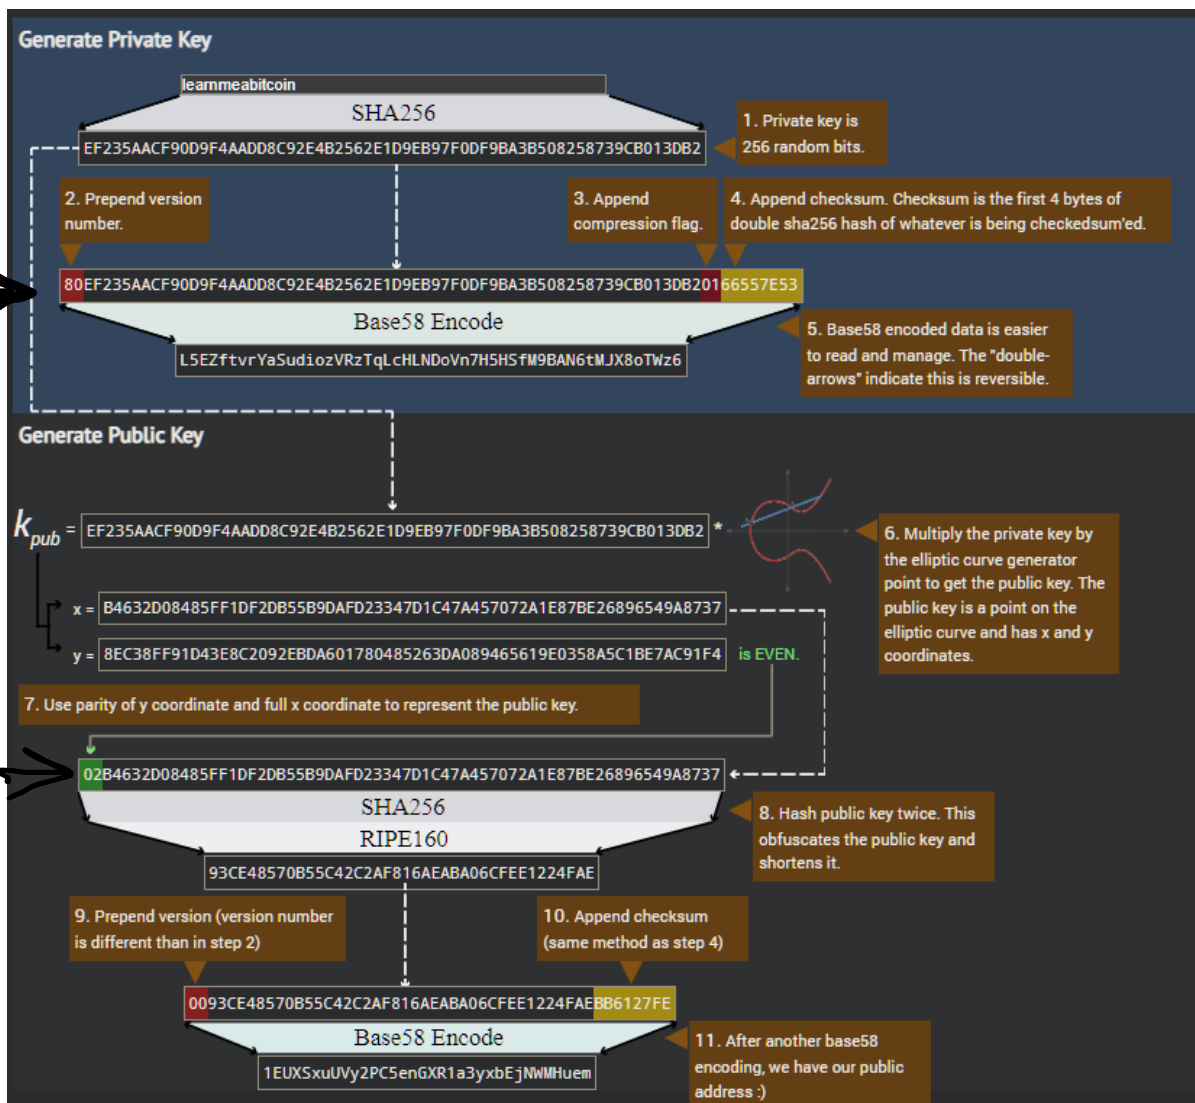 Generate Private Key
learnmeabitcoin
SHA256
1. Private key is
256 random bits.
EF235AACF90D9F4AADD8C92E4B2562E1D9EB97F0DF9BA3B508258739CB013DB2
2. Prepend version
number.
3. Append
compression flag.
4. Append checksum. Checksum is the first 4 bytes of
double sha256 hash of whatever is being checkedsum'ed.
80EF235AACF90D9F4AADD8C92E4B2562E1D9EB97F0DF9BA3B508258739CB013DB20166557E53
Base58 Encode
5. Base58 encoded data is easier
to read and manage. The "double-
arrows" indicate this is reversible.
L5EZftvrYaSudiozVRzTqLcHLNDoVn7H5HSfM9BAN6tMJX8oTWz6
Generate Public Key
kpub = EF235AACF90D9F4AADD8C92E4B2562E1D9EB97F0DF9BA3B508258739CB013DB2 *
6. Multiply the private key by
the elliptic curve generator
point to get the public key. The
public key is a point on the
elliptic curve and has x and y
coordinates.
x = B4632D08485FF1DF2DB55B9DAFD23347D1C47A457072A1E87BE26896549A8737
y = 8EC38FF91D43E8C2092EBDA601780485263DA089465619E0358A5C1BE7AC91F4 is EVEN.
7. Use parity of y coordinate and full x coordinate to represent the public key.
02B4632D08485FF1DF2DB55B9DAFD23347D1C47A457072A1E87BE26896549A8737
SHA256
RIPE160
8. Hash public key twice. This
obfuscates the public key and
shortens it.
93CE48570B55C42C2AF816AEABA06CFEE1224FAE
9. Prepend version (version number
is different than in step 2)
10. Append checksum
(same method as step 4)
0093CE48570B55C42C2AF816AEABA06CFEE1224FAEBB6127FE
Base58 Encode
11. After another base58
encoding, we have our public
address :)
1EUXSxuUVy2PC5enGXR1a3yxbEjNWMHuem